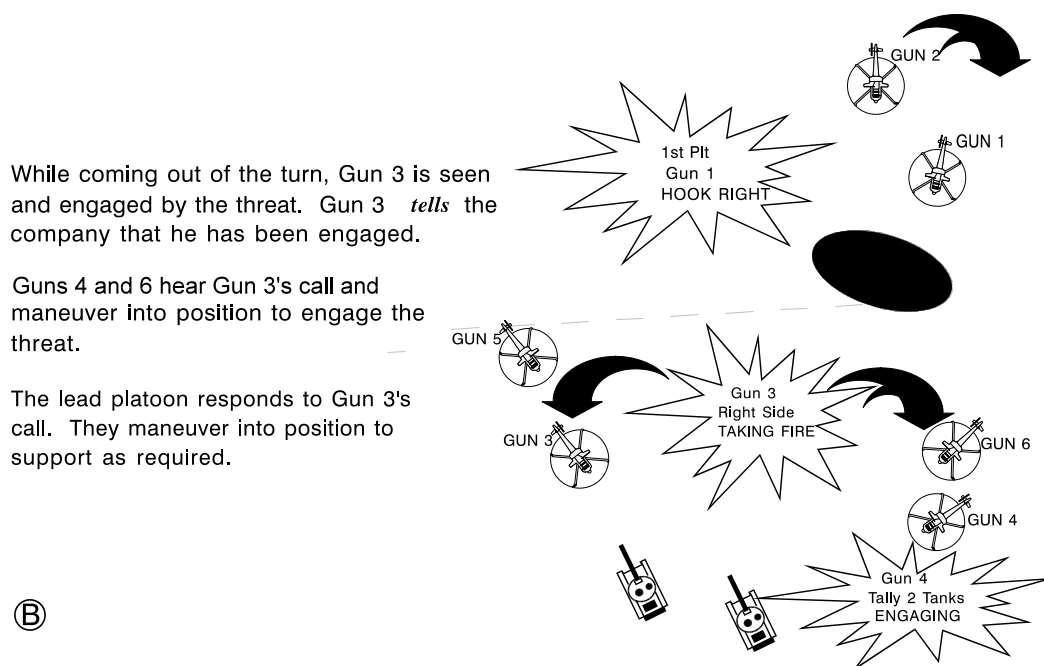 While coming out of the turn, Gun 3 is seen
and engaged by the threat. Gun 3 tells the
company that he has been engaged.
Guns 4 and 6 hear Gun 3's call and
maneuver into position to engage the
threat.
The lead platoon responds to Gun 3's
call. They maneuver into position to
support as required.
B
GUN 2
GUN 1
1st Plt
Gun 1
HOOK RIGHT
GUN 5
Gun 3
Right Side
TAKING FIRE
GUN 3
GUN 6
GUN 4
Gun 4
Tally 2 Tanks
ENGAGING